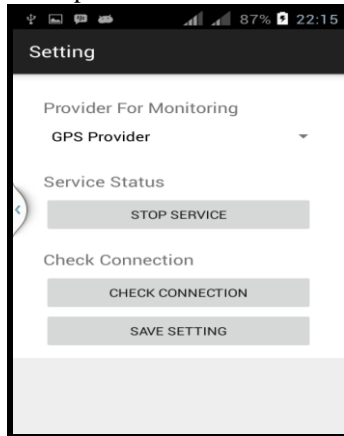 87% 22:15
Setting
Provider For Monitoring
GPS Provider
Service Status
STOP SERVICE
Check Connection
CHECK CONNECTION
SAVE SETTING